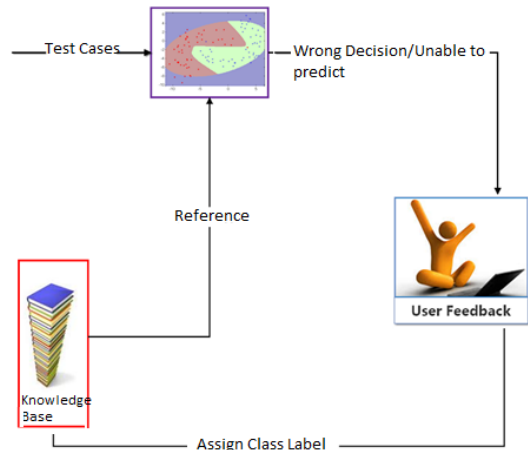 Test Cases
Wrong Decision/Unable to
predict
Reference
User Feedback
Knowledge
Base
Assign Class Label